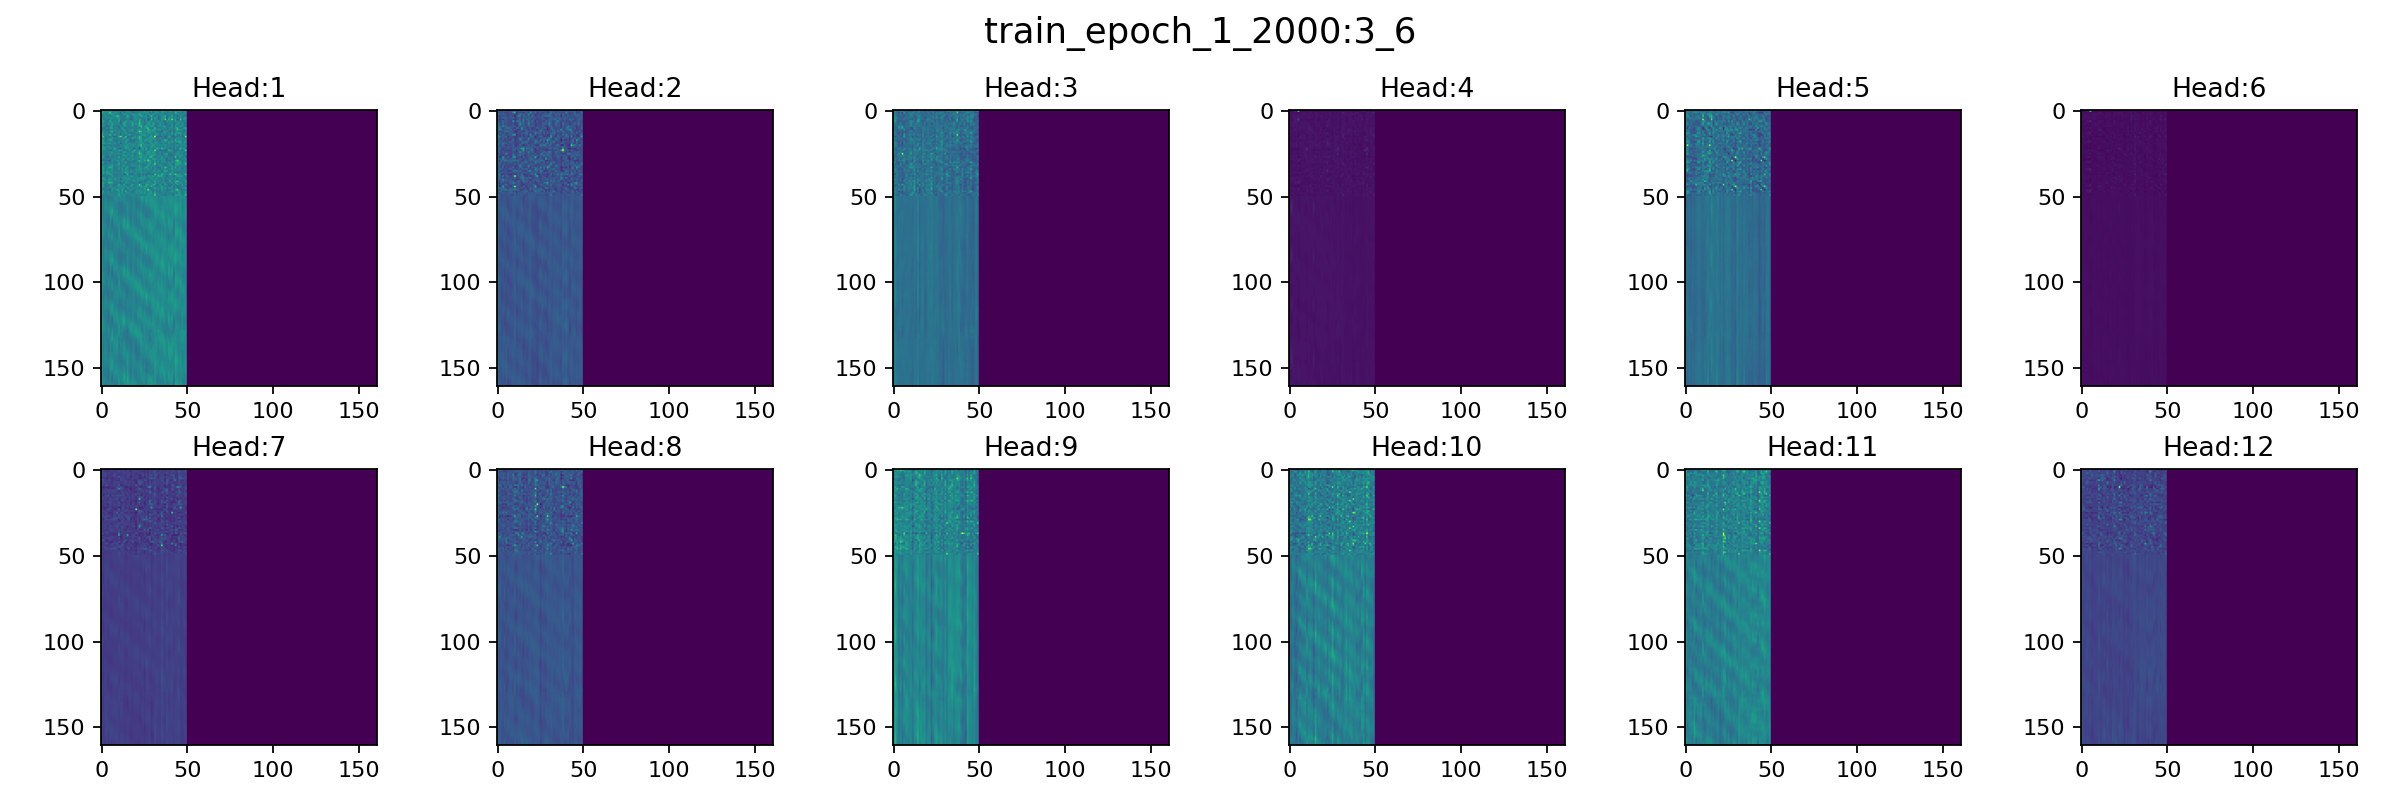 train_epoch_1_2000:3_6
Head:1 Head:2 Head:3 Head:4 Head:5 Head:6
0 0 0 0 0 0
50 50 50 50 50 50
100 100 100 100 100 100
150 150 150 150 150 150
0 50 100 150 0 50 100 150 0 50 100 150 0 50 100 150 0 50 100 150 0 50 100 150
Head:7 Head:8 Head:9 Head:10 Head:11 Head:12
0 0 0 0 0 0
50 50 50 50 50 50
100 100 100 100 100 100
150 150 150 150 150 150
0 50 100 150 0 50 100 150 0 50 100 150 0 50 100 150 0 50 100 150 0 50 100 150